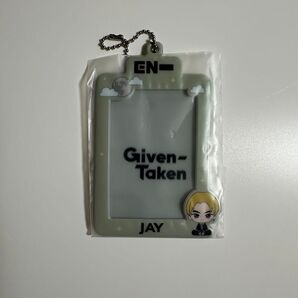 EN-
Given-
Taken
JAY